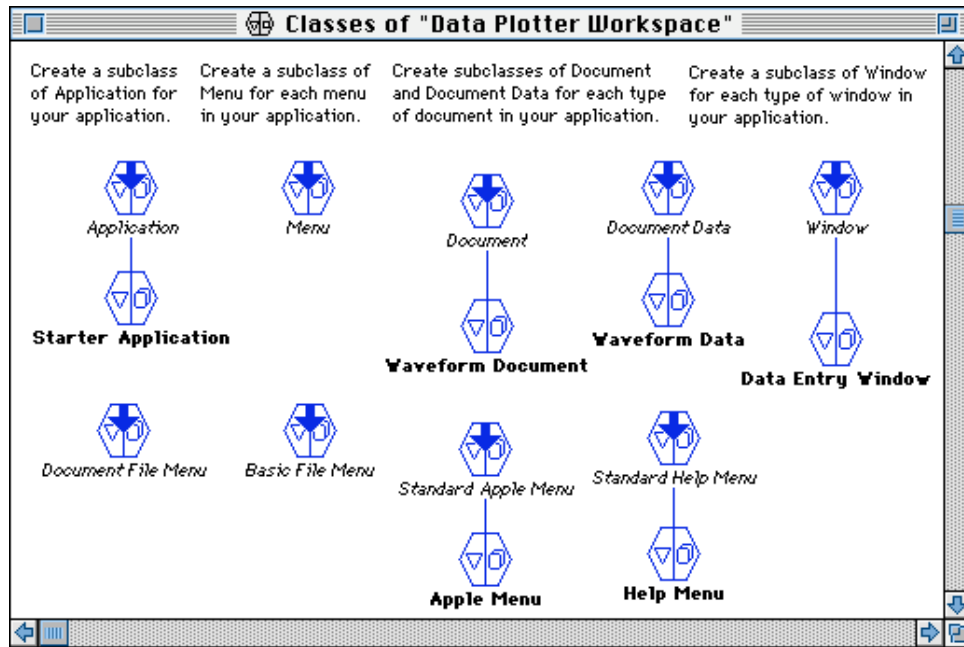 Classes of "Data Plotter Workspace"
Create a subclass
of Application for
your application.
Create a subclass of
Menu for each menu
in your application.
Create subclasses of Document
and Document Data for each type
of document in your application.
Create a subclass of Window
for each type of window in
your application.
Application
Menu
Document
Document Data
Window
Starter Application
Waveform Document
Waveform Data
Data Entry Window
Document File Menu
Basic File Menu
Standard Apple Menu
Standard Help Menu
Apple Menu
Help Menu